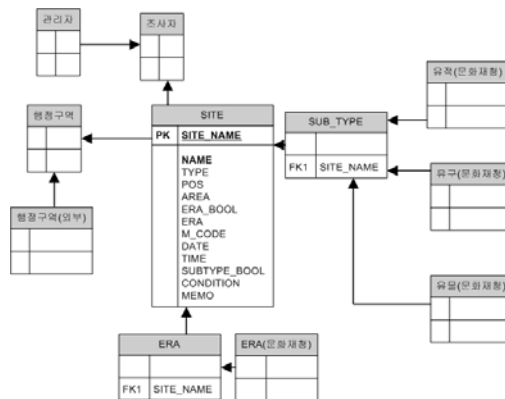 관리자
조사자
유적(문화재청)
행정구역
SITE
SUB_TYPE
PK SITE_NAME
NAME
TYPE
POS
AREA
ERA_BOOL
ERA
M_CODE
DATE
TIME
SUBTYPE_BOOL
CONDITION
MEMO
FK1 SITE_NAME
유구(문화재청)
행정구역(외부)
유물(문화재청)
ERA
ERA(문화재청)
FK1 SITE_NAME